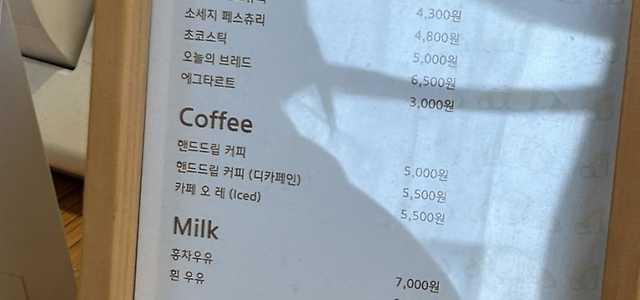 4,300원
소세지 페스츄리 4,800원
초코스틱 5,000원
오늘의 브레드 6,500원
에그타르트 3,000원
Coffee
핸드드립 커피 5,000원
핸드드립 커피 (디카페인) 5,500원
카페 오 레 (Iced) 5,500원
Milk
홍차우유 7,000원
흰 우유